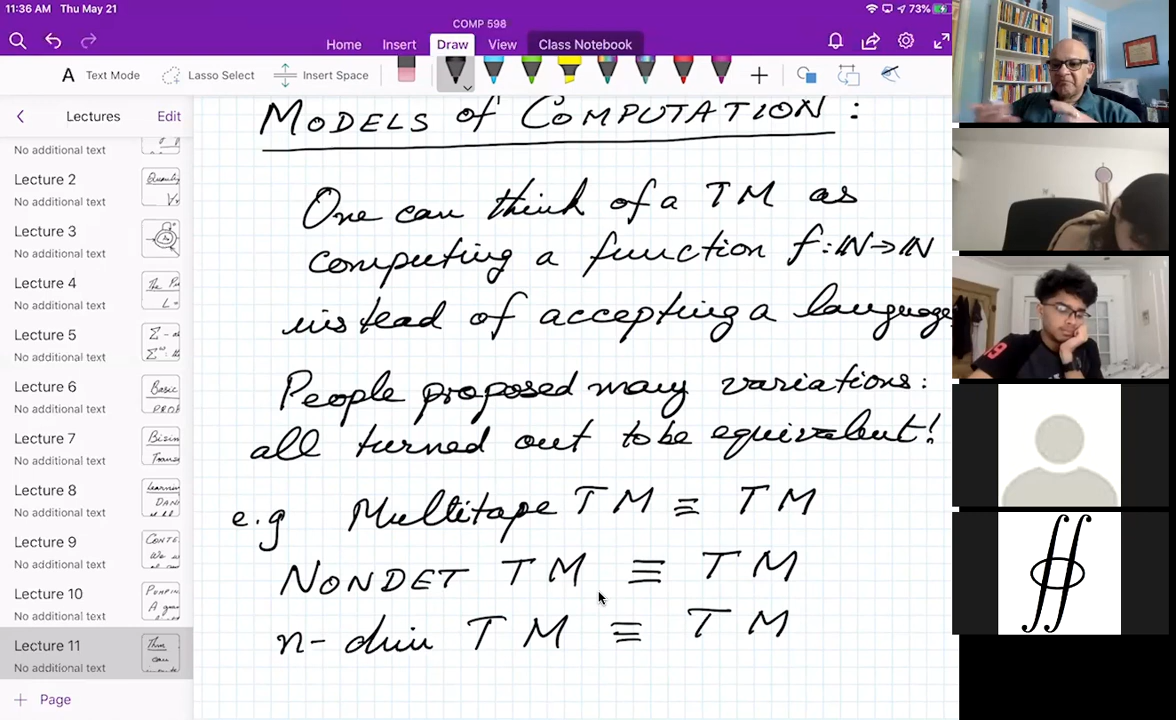 11:36 AM Thu May 21
73%
COMP 598
Home Insert Draw View Class Notebook
A Text Mode Lasso Select Insert Space
Lectures Edit
No additional text
Lecture 2
No additional text
Lecture 3
No additional text
Lecture 4
No additional text
Lecture 5
No additional text
Lecture 6
No additional text
Lecture 7
No additional text
Lecture 8
No additional text
Lecture 9
No additional text
Lecture 10
No additional text
Lecture 11
No additional text
+ Page
MODELS of COMPUTATION :
One can think of a TM as
computing a function f: ℕ → ℕ
instead of accepting a language
People proposed many variations:
all turned out to be equivalent!
e.g Multitape TM ≡ TM
NONDET TM ≡ TM
n-dim TM ≡ TM
∯